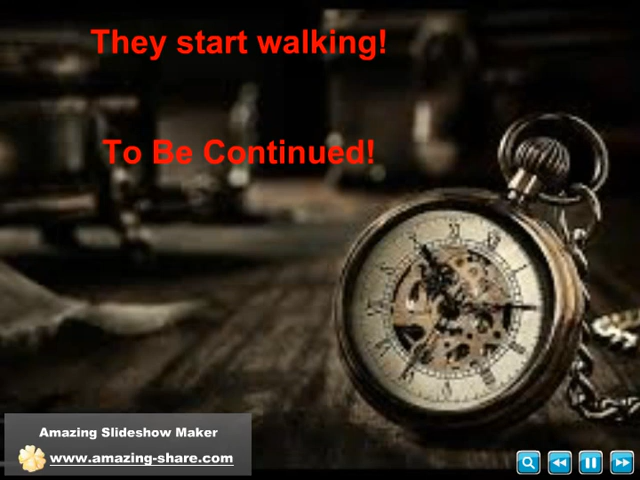 They start walking!
To Be Continued!
Amazing Slideshow Maker
www.amazing-share.com